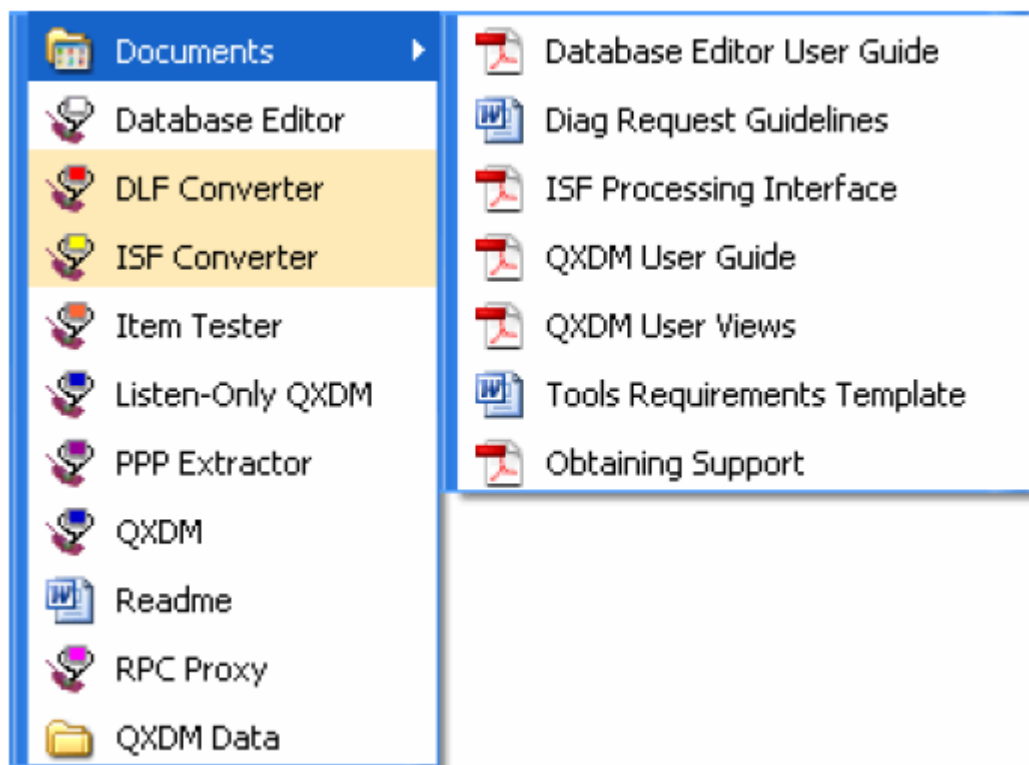 Documents
Database Editor
DLF Converter
ISF Converter
Item Tester
Listen-Only QXDM
PPP Extractor
QXDM
Readme
RPC Proxy
QXDM Data
Database Editor User Guide
Diag Request Guidelines
ISF Processing Interface
QXDM User Guide
QXDM User Views
Tools Requirements Template
Obtaining Support